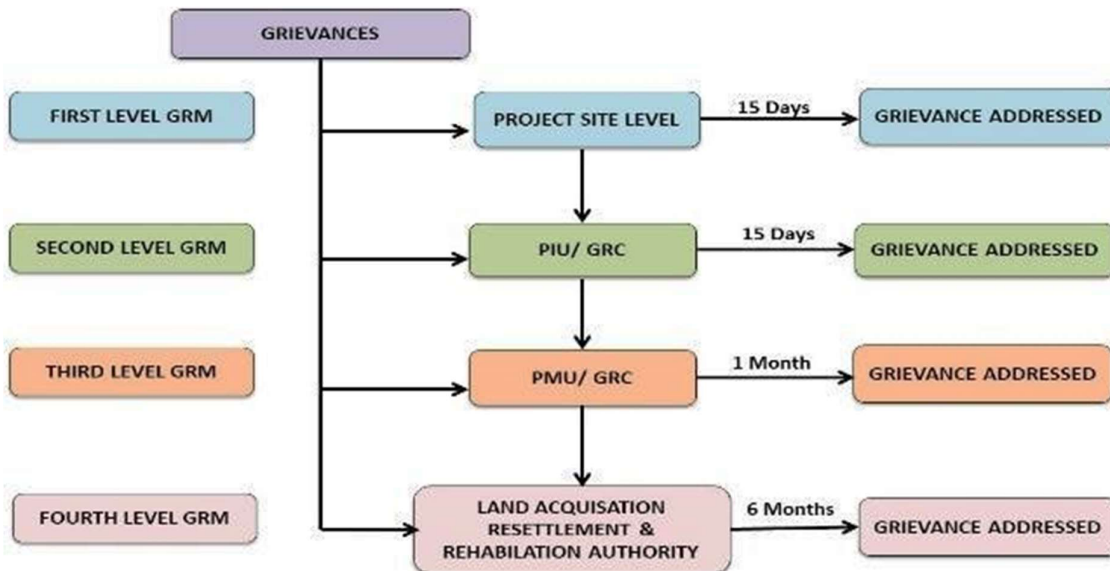 GRIEVANCES
FIRST LEVEL GRM
PROJECT SITE LEVEL
15 Days
GRIEVANCE ADDRESSED
SECOND LEVEL GRM
PIU/ GRC
15 Days
GRIEVANCE ADDRESSED
THIRD LEVEL GRM
PMU/ GRC
1 Month
GRIEVANCE ADDRESSED
FOURTH LEVEL GRM
LAND ACQUISATION
RESETTLEMENT &
REHABILATION AUTHORITY
6 Months
GRIEVANCE ADDRESSED